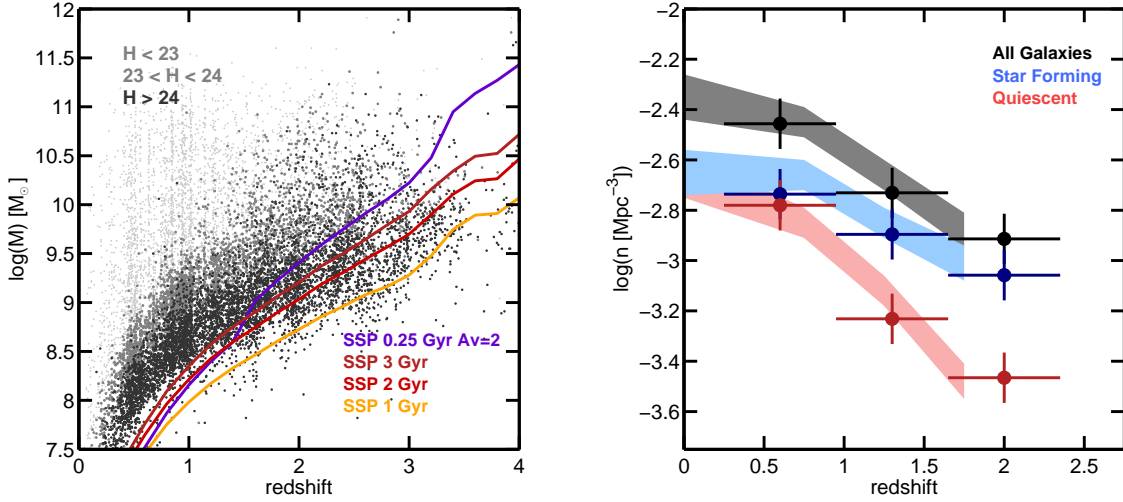 12
11.5
11
10.5
10
9.5
9
8.5
8
7.5
log(M) [M☉]
H < 23
23 < H < 24
H > 24
SSP 0.25 Gyr Av=2
SSP 3 Gyr
SSP 2 Gyr
SSP 1 Gyr
0 1 2 3 4
redshift
−2
−2.2
−2.4
−2.6
−2.8
−3
−3.2
−3.4
−3.6
log(n [Mpc⁻³])
All Galaxies
Star Forming
Quiescent
0 0.5 1 1.5 2 2.5
redshift